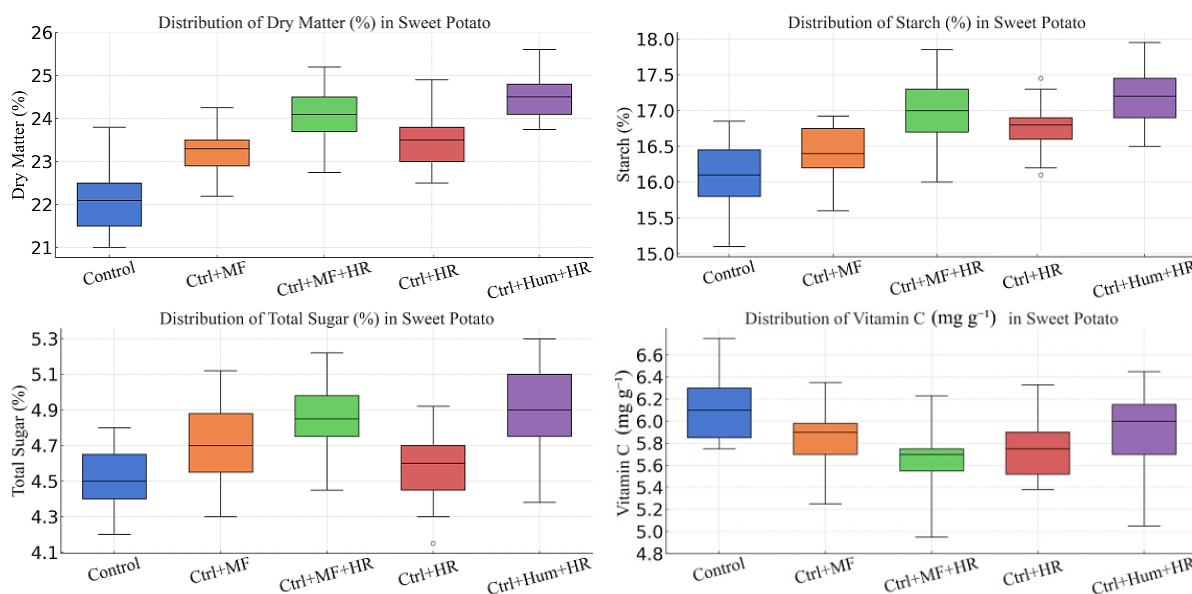 Distribution of Dry Matter (%) in Sweet Potato
Dry Matter (%)
26
25
24
23
22
21
Control
Ctrl+MF
Ctrl+MF+HR
Ctrl+HR
Ctrl+Hum+HR
Distribution of Starch (%) in Sweet Potato
Starch (%)
18.0
17.5
17.0
16.5
16.0
15.5
15.0
Control
Ctrl+MF
Ctrl+MF+HR
Ctrl+HR
Ctrl+Hum+HR
Distribution of Total Sugar (%) in Sweet Potato
Total Sugar (%)
5.3
5.1
4.9
4.7
4.5
4.3
4.1
Control
Ctrl+MF
Ctrl+MF+HR
Ctrl+HR
Ctrl+Hum+HR
Distribution of Vitamin C (mg g⁻¹) in Sweet Potato
Vitamin C (mg g⁻¹)
6.6
6.4
6.2
6.0
5.8
5.6
5.4
5.2
5.0
4.8
Control
Ctrl+MF
Ctrl+MF+HR
Ctrl+HR
Ctrl+Hum+HR